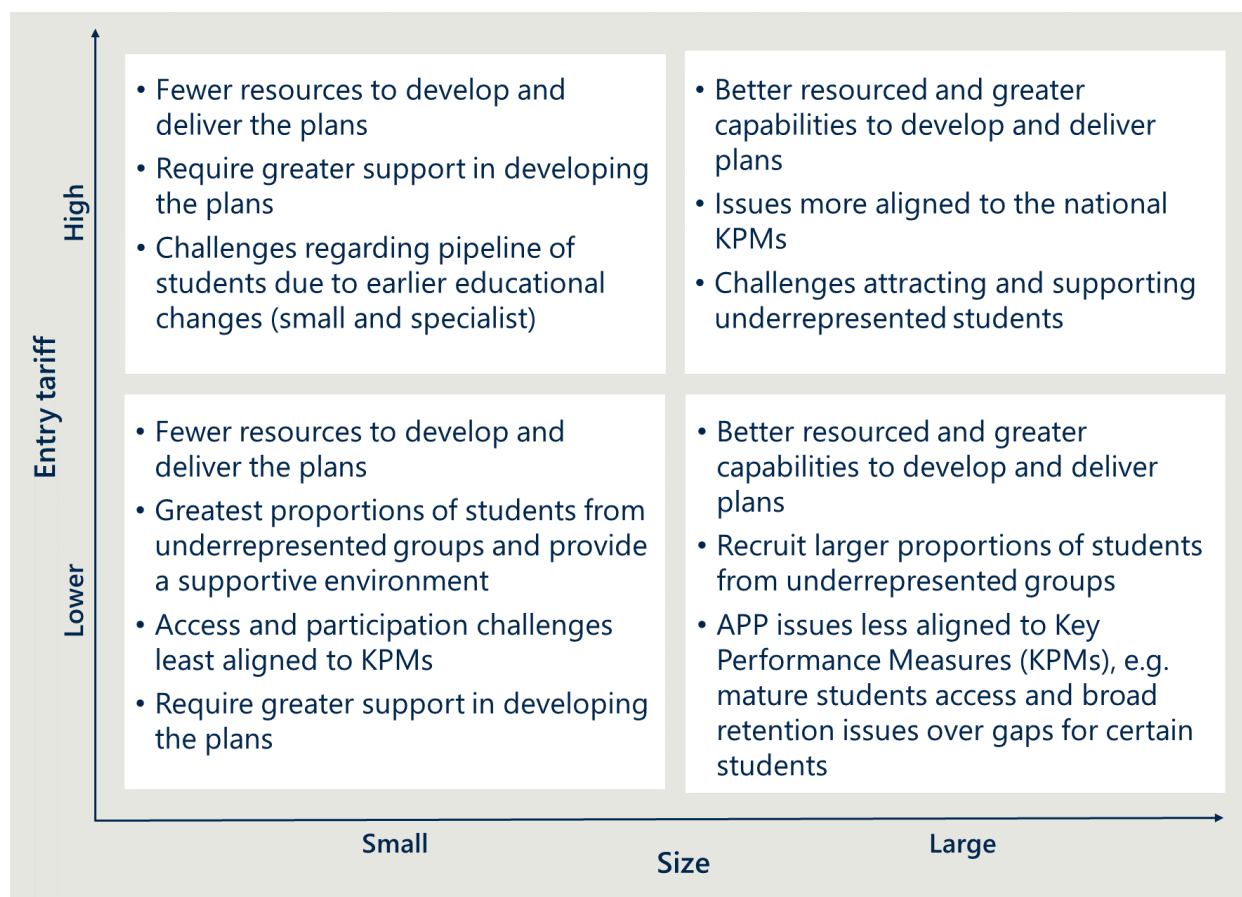 • Fewer resources to develop and
deliver the plans
• Require greater support in developing
the plans
• Challenges regarding pipeline of
students due to earlier educational
changes (small and specialist)
• Better resourced and greater
capabilities to develop and deliver
plans
• Issues more aligned to the national
KPMs
• Challenges attracting and supporting
underrepresented students
High
Entry tariff
Lower
• Fewer resources to develop and
deliver the plans
• Greatest proportions of students from
underrepresented groups and provide
a supportive environment
• Access and participation challenges
least aligned to KPMs
• Require greater support in developing
the plans
• Better resourced and greater
capabilities to develop and deliver
plans
• Recruit larger proportions of students
from underrepresented groups
• APP issues less aligned to Key
Performance Measures (KPMs), e.g.
mature students access and broad
retention issues over gaps for certain
students
Small
Large
Size